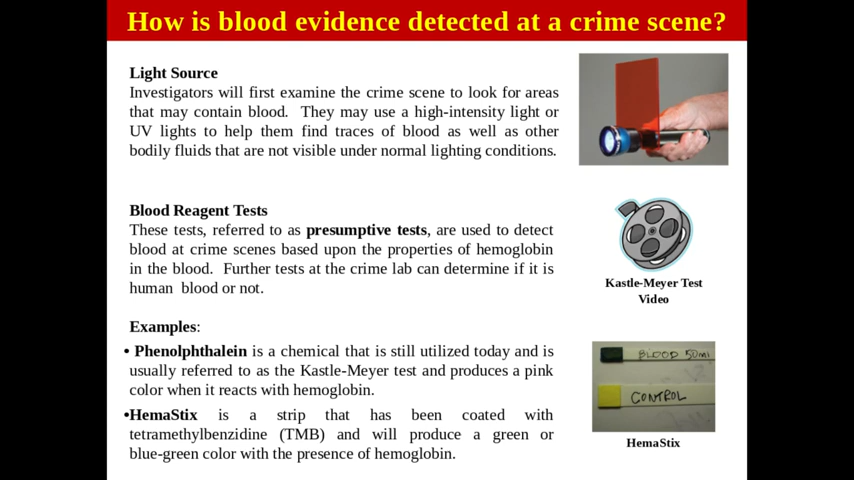 How is blood evidence detected at a crime scene?
Light Source
Investigators will first examine the crime scene to look for areas
that may contain blood. They may use a high-intensity light or
UV lights to help them find traces of blood as well as other
bodily fluids that are not visible under normal lighting conditions.
Blood Reagent Tests
These tests, referred to as presumptive tests, are used to detect
blood at crime scenes based upon the properties of hemoglobin
in the blood. Further tests at the crime lab can determine if it is
human blood or not.
Kastle-Meyer Test
Video
Examples:
• Phenolphthalein is a chemical that is still utilized today and is
usually referred to as the Kastle-Meyer test and produces a pink
color when it reacts with hemoglobin.
•HemaStix is a strip that has been coated with
tetramethylbenzidine (TMB) and will produce a green or
blue-green color with the presence of hemoglobin.
BLOOD 50ml
CONTROL
HemaStix